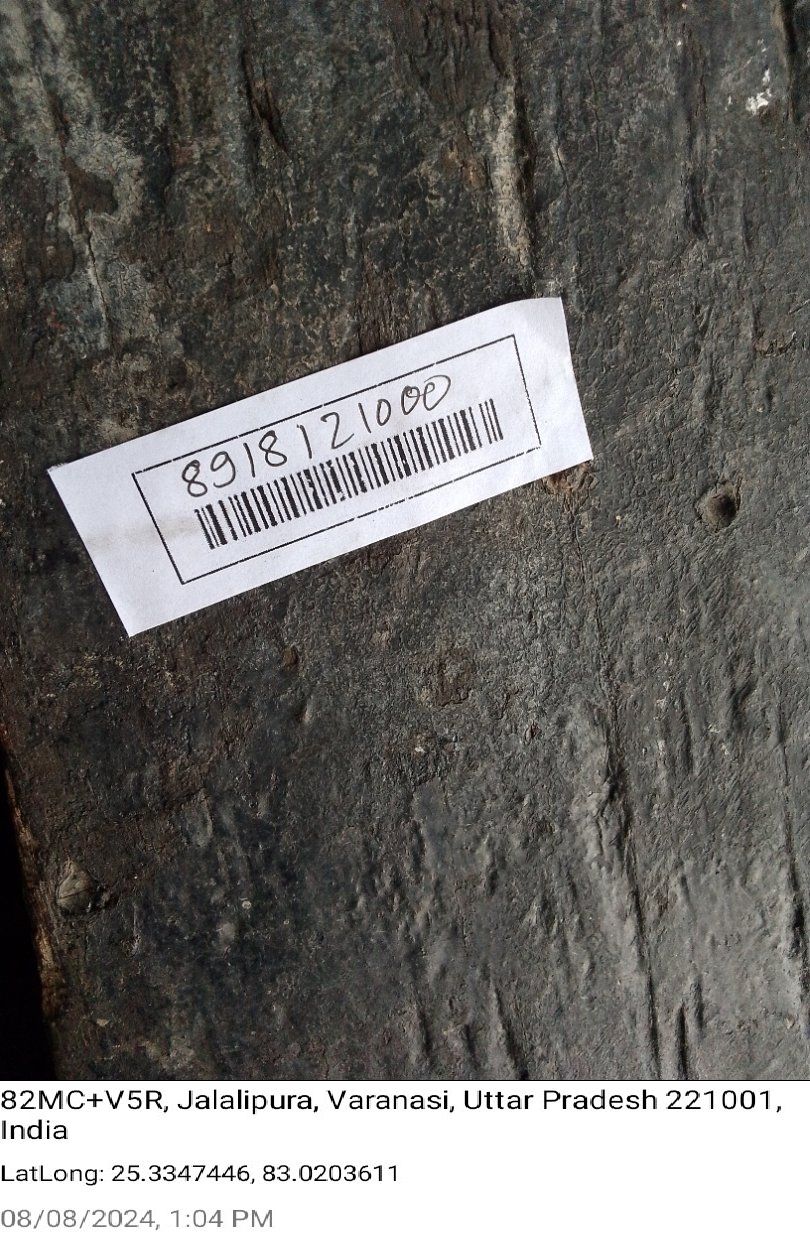 8918121000
82MC+V5R, Jalalipura, Varanasi, Uttar Pradesh 221001,
India
LatLong: 25.3347446, 83.0203611
08/08/2024, 1:04 PM